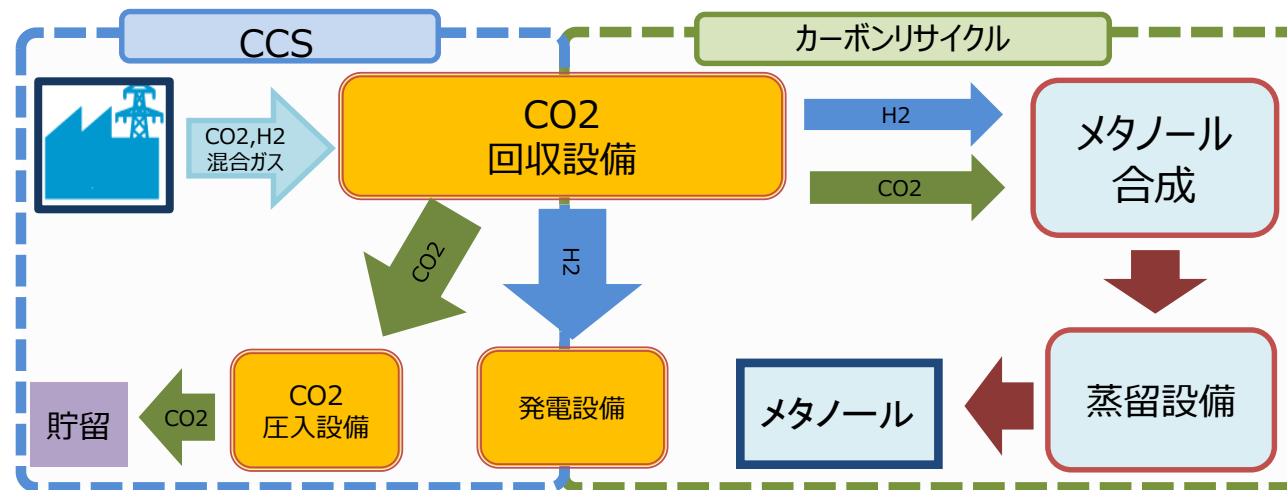 CCS
カーボンリサイクル
CO2,H2
混合ガス
CO2
回収設備
H2
CO2
メタノール
合成
CO2
H2
貯留
CO2
CO2
圧入設備
発電設備
メタノール
蒸留設備